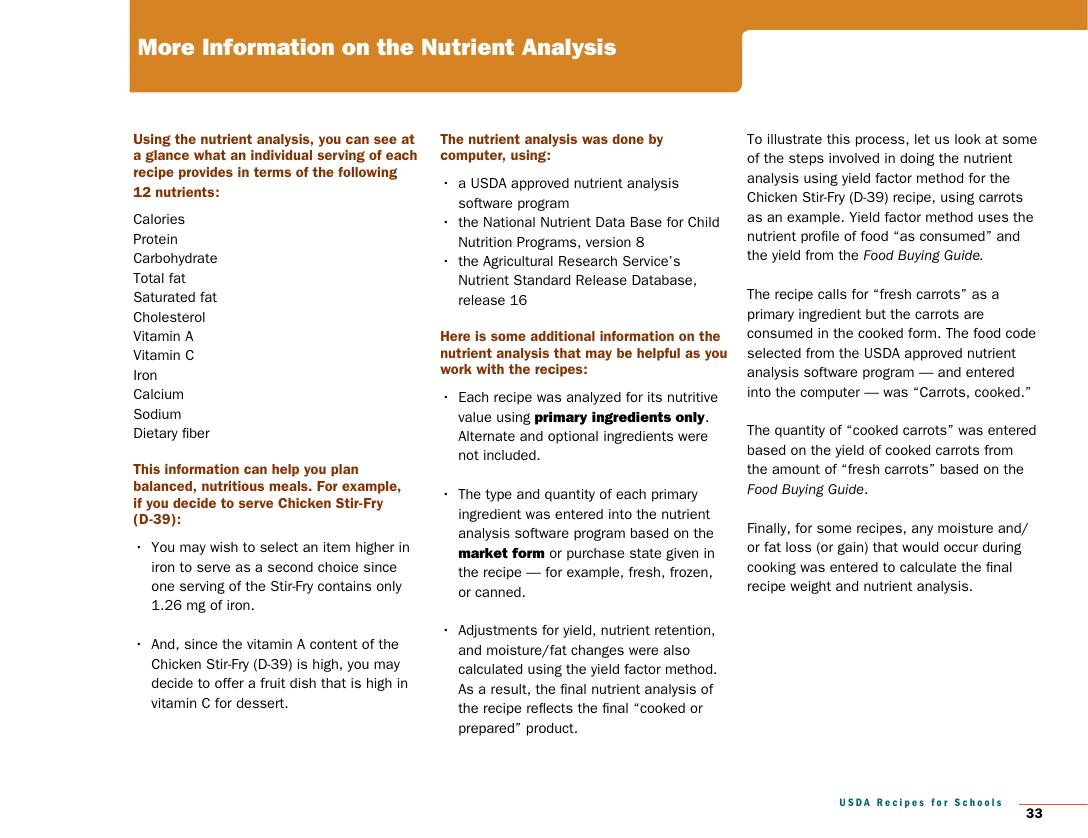 More Information on the Nutrient Analysis
Using the nutrient analysis, you can see at
a glance what an individual serving of each
recipe provides in terms of the following
12 nutrients:
Calories
Protein
Carbohydrate
Total fat
Saturated fat
Cholesterol
Vitamin A
Vitamin C
Iron
Calcium
Sodium
Dietary fiber
This information can help you plan
balanced, nutritious meals. For example,
if you decide to serve Chicken Stir-Fry
(D-39):
· You may wish to select an item higher in
iron to serve as a second choice since
one serving of the Stir-Fry contains only
1.26 mg of iron.
· And, since the vitamin A content of the
Chicken Stir-Fry (D-39) is high, you may
decide to offer a fruit dish that is high in
vitamin C for dessert.
The nutrient analysis was done by
computer, using:
· a USDA approved nutrient analysis
software program
· the National Nutrient Data Base for Child
Nutrition Programs, version 8
· the Agricultural Research Service's
Nutrient Standard Release Database,
release 16
Here is some additional information on the
nutrient analysis that may be helpful as you
work with the recipes:
· Each recipe was analyzed for its nutritive
value using primary ingredients only.
Alternate and optional ingredients were
not included.
· The type and quantity of each primary
ingredient was entered into the nutrient
analysis software program based on the
market form or purchase state given in
the recipe — for example, fresh, frozen,
or canned.
· Adjustments for yield, nutrient retention,
and moisture/fat changes were also
calculated using the yield factor method.
As a result, the final nutrient analysis of
the recipe reflects the final “cooked or
prepared” product.
To illustrate this process, let us look at some
of the steps involved in doing the nutrient
analysis using yield factor method for the
Chicken Stir-Fry (D-39) recipe, using carrots
as an example. Yield factor method uses the
nutrient profile of food “as consumed” and
the yield from the Food Buying Guide.
The recipe calls for “fresh carrots” as a
primary ingredient but the carrots are
consumed in the cooked form. The food code
selected from the USDA approved nutrient
analysis software program — and entered
into the computer — was “Carrots, cooked.”
The quantity of “cooked carrots” was entered
based on the yield of cooked carrots from
the amount of “fresh carrots” based on the
Food Buying Guide.
Finally, for some recipes, any moisture and/
or fat loss (or gain) that would occur during
cooking was entered to calculate the final
recipe weight and nutrient analysis.
USDA Recipes for Schools
33